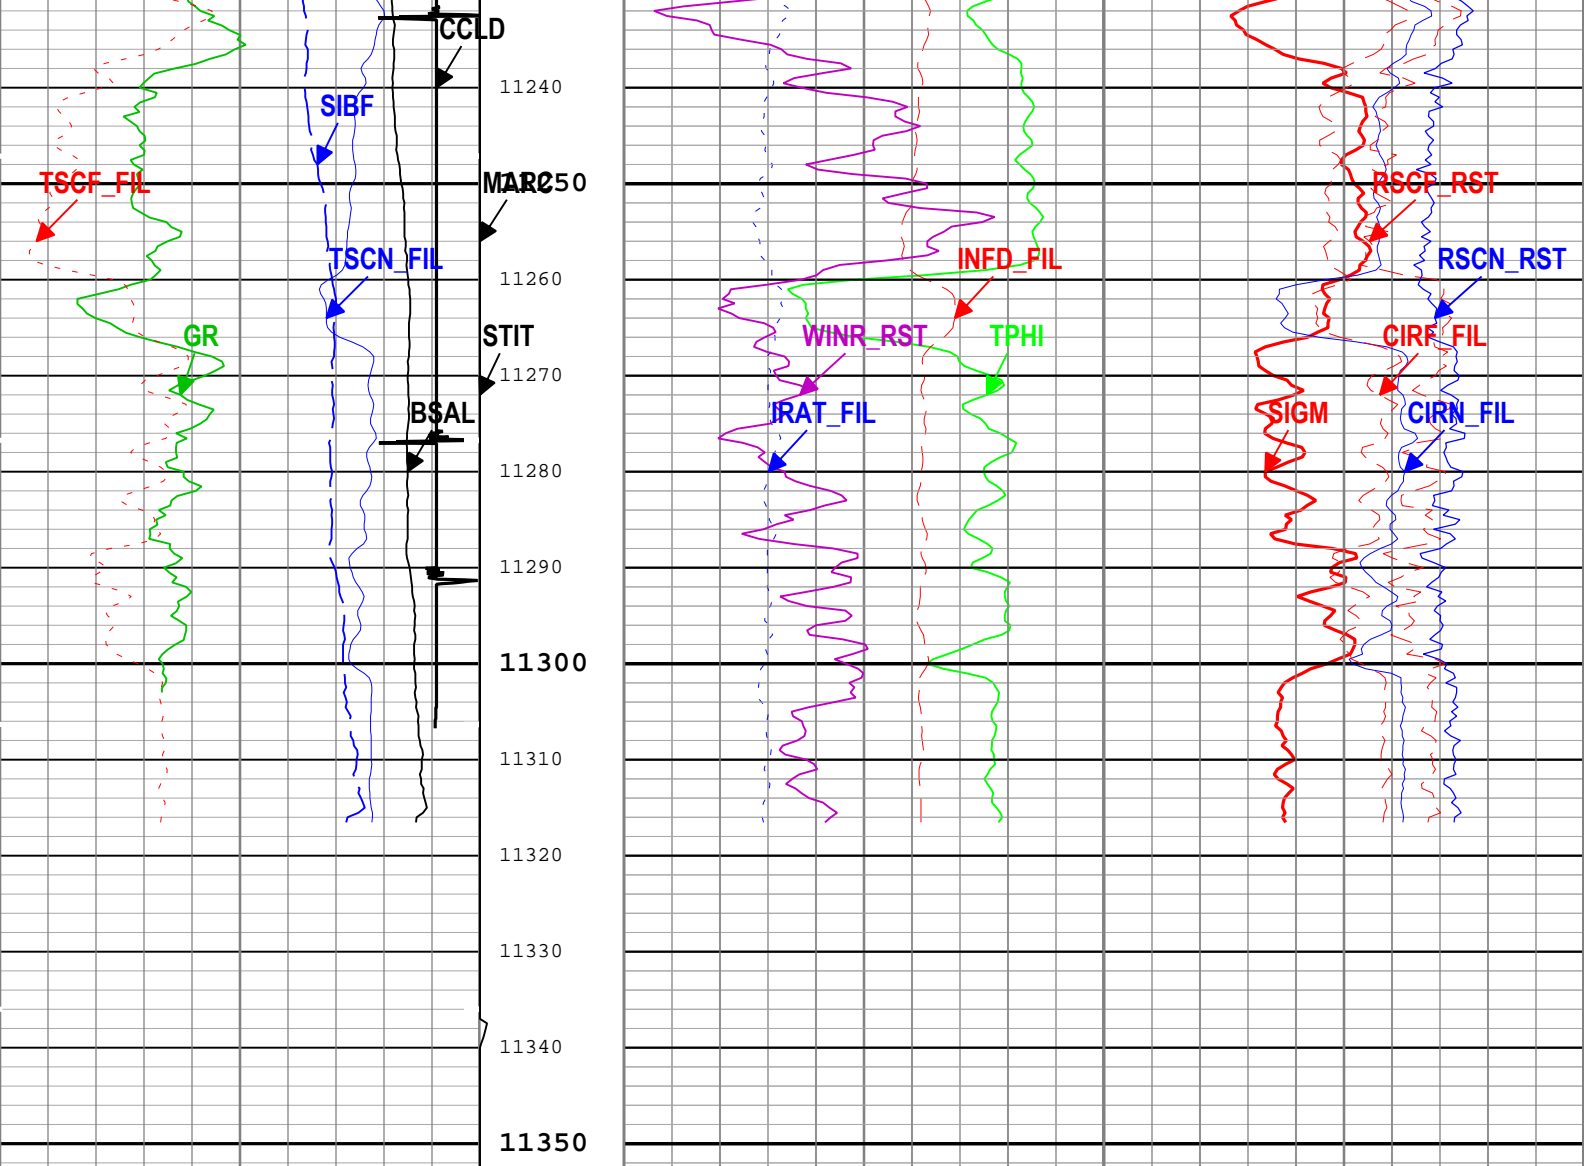 CCLD
11240
SIBF
TSCF_FIL
MARC
11250
RSCF_RST
TSCN_FIL
11260
INFD_FIL
RSCN_RST
GR
STIT
WINR_RST
TPHI
CIRF_FIL
11270
BSAL
IRAT_FIL
SIGM
CIRN_FIL
11280
11290
11300
11310
11320
11330
11340
11350